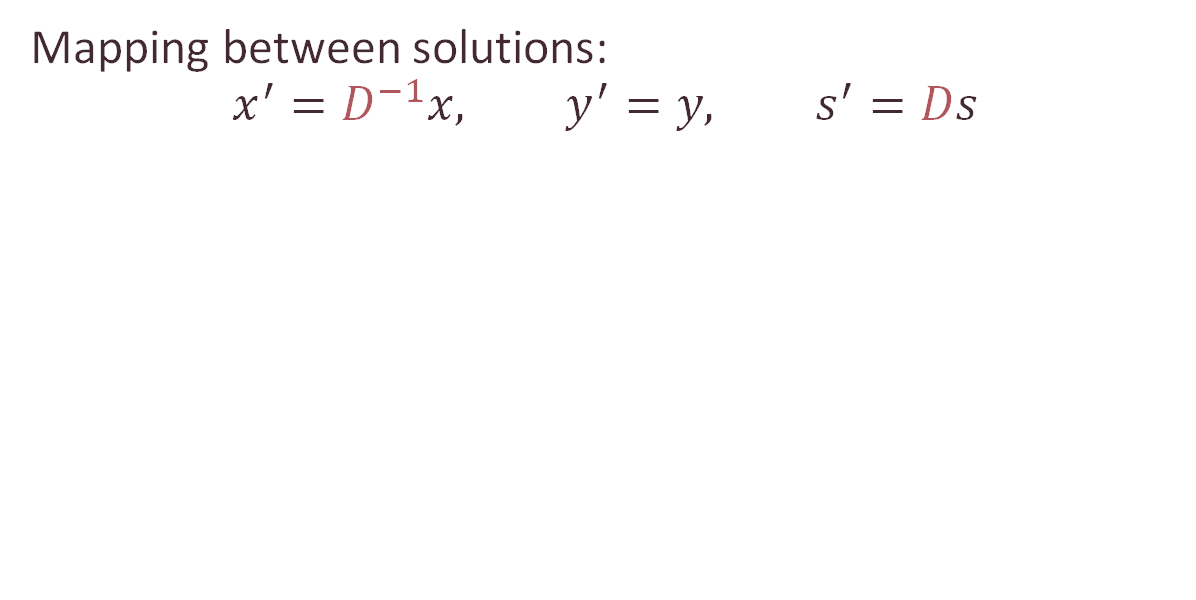 Mapping between solutions:
x′ = D⁻¹x, y′ = y, s′ = Ds